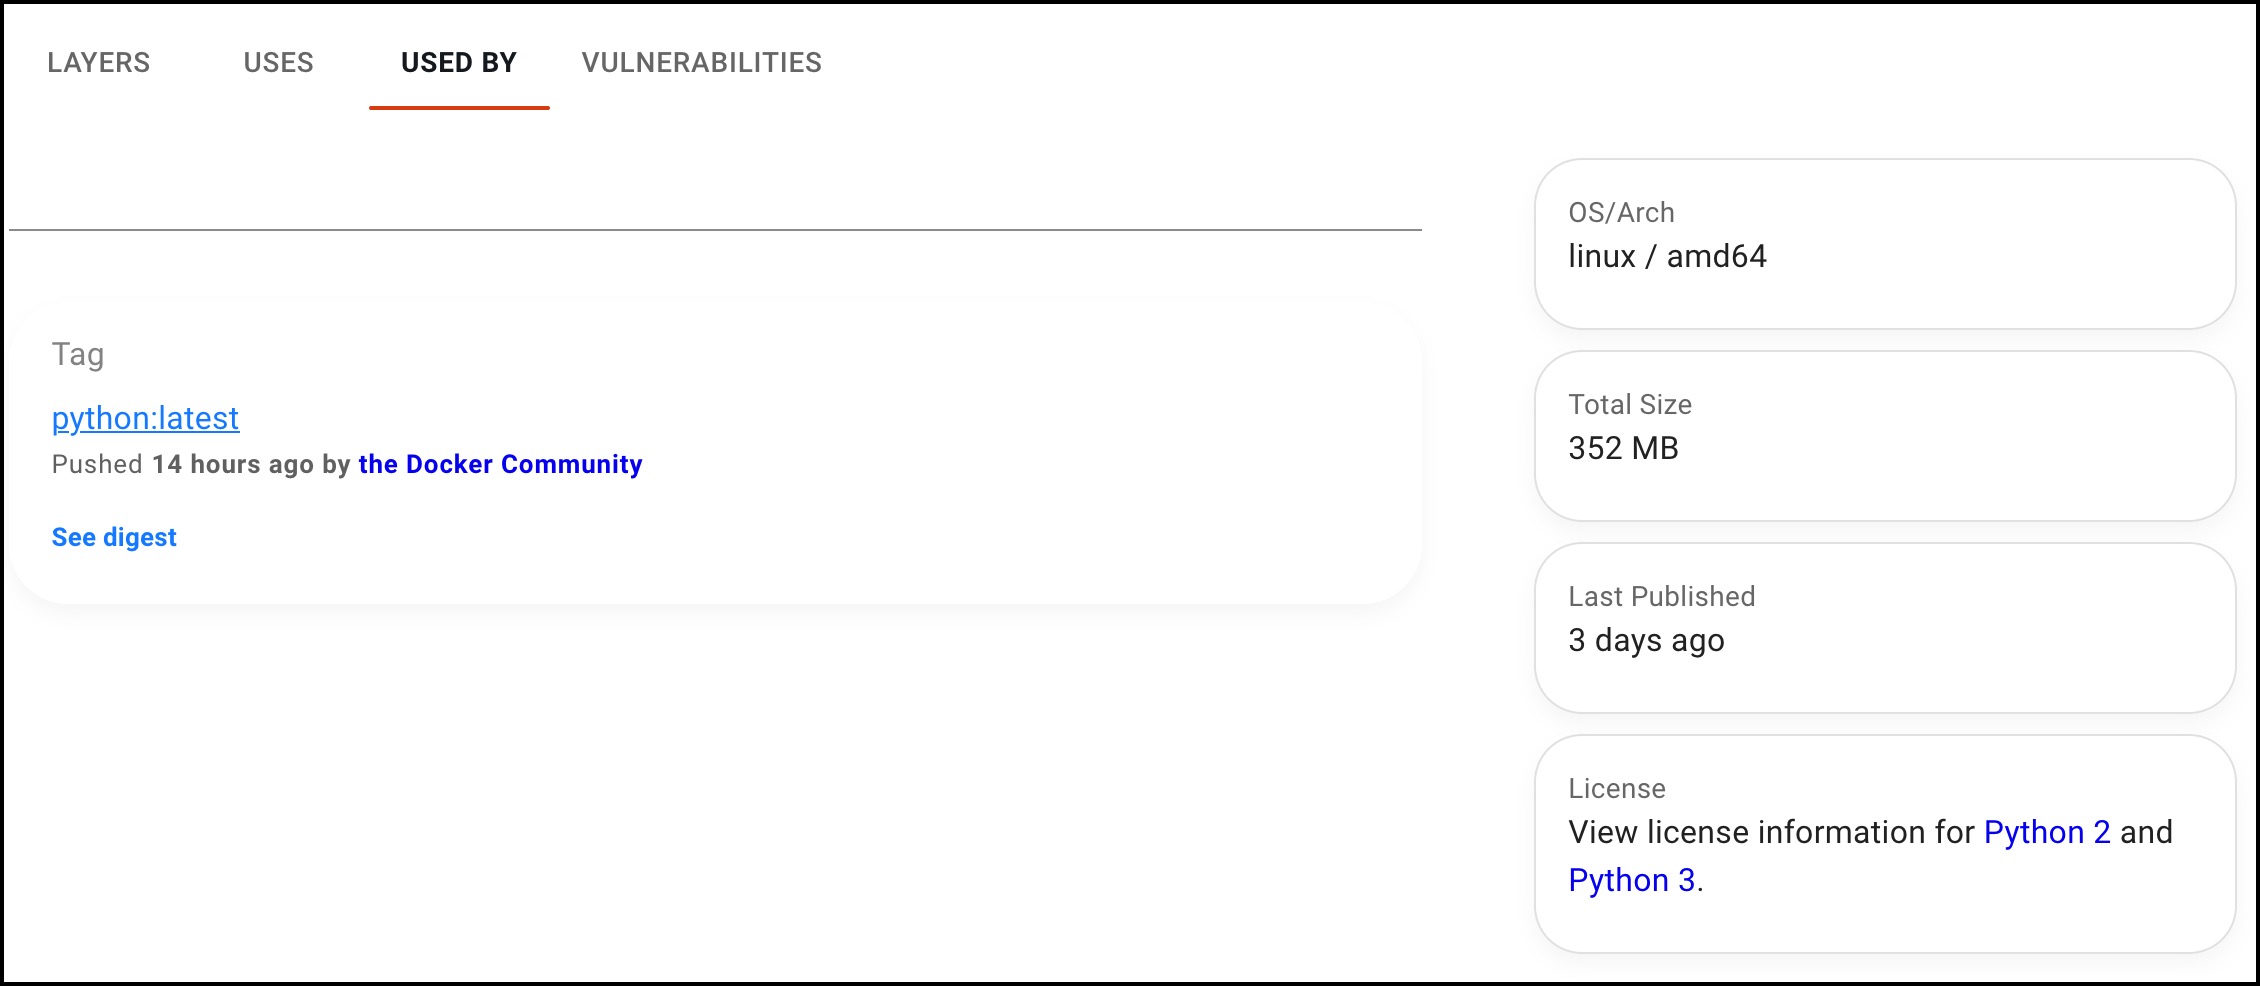 LAYERS USES USED BY VULNERABILITIES
Tag
python:latest
Pushed 14 hours ago by the Docker Community
See digest
OS/Arch
linux / amd64
Total Size
352 MB
Last Published
3 days ago
License
View license information for Python 2 and
Python 3.